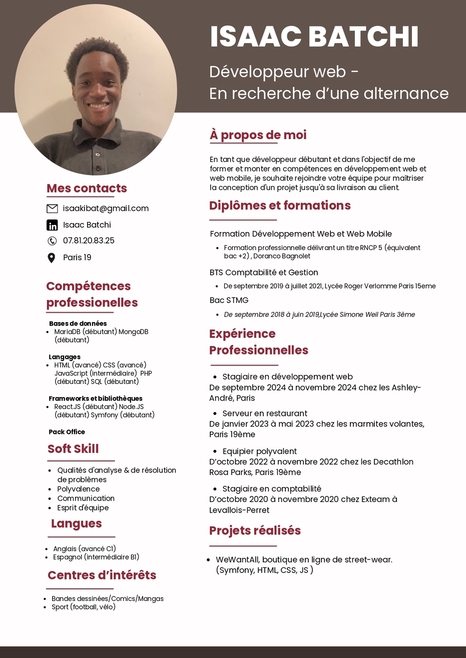 ISAAC BATCHI
Développeur web -
En recherche d'une alternance
Mes contacts
isaakibat@gmail.com
Isaac Batchi
07.81.20.83.25
Paris 19
Compétences
professionnelles
Bases de données
MariaDB (débutant) MongoDB
(débutant)
Langages
HTML (avancé) CSS (avancé)
JavaScript (intermédiaire) PHP
(débutant) SQL (débutant)
Frameworks et bibliothèques
ReactJS (débutant) Node.JS
(débutant) Symfony (débutant)
Pack Office
Soft Skill
Qualités d'analyse & de résolution
de problèmes
Polyvalence
Communication
Esprit d'équipe
Langues
Anglais (avancé C1)
Espagnol (intermédiaire B1)
Centres d'intérêts
Bandes dessinées/Comics/Mangas
Sport (football, vélo)
À propos de moi
En tant que développeur débutant et dans l'objectif de me
former et monter en compétences en développement web et
web mobile, je souhaite rejoindre votre équipe pour maîtriser
la conception d'un projet jusqu'à sa livraison au client.
Diplômes et formations
Formation Développement Web et Web Mobile
Formation professionelle délivrant un titre RNCP 5 (équivalent
bac +2) , Doranco Bagnolet
BTS Comptabilité et Gestion
De septembre 2019 à juillet 2021, Lycée Roger Verlomme Paris 15eme
Bac STMG
De septembre 2018 à juin 2019,Lycée Simone Weil Paris 3ème
Expérience
Professionnelles
Stagiaire en développement web
De septembre 2024 à novembre 2024 chez les Ashley-
André, Paris
Serveur en restaurant
De janvier 2023 à mai 2023 chez les marmites volantes,
Paris 19ème
Equipier polyvalent
D'octobre 2022 à novembre 2022 chez les Decathlon
Rosa Parks, Paris 19ème
Stagiaire en comptabilité
D'octobre 2020 à novembre 2020 chez Exteam à
Levallois-Perret
Projets réalisés
WeWantAll, boutique en ligne de street-wear.
(Symfony, HTML, CSS, JS )